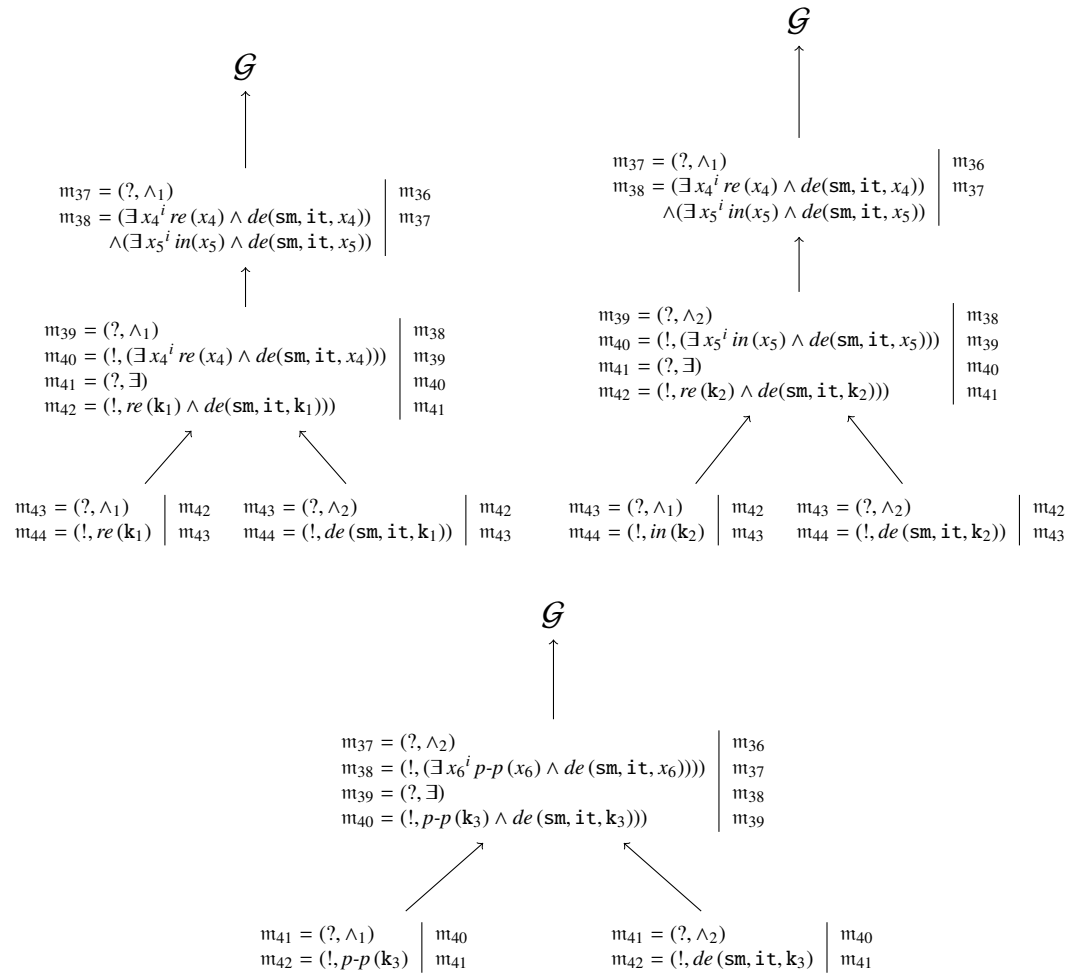 𝒢
𝒢
𝔪₃₇ = (?, ∧₁) | 𝔪₃₆
𝔪₃₈ = (∃ x₄ⁱ re (x₄) ∧ de(sm, it, x₄)) | 𝔪₃₇
∧(∃ x₅ⁱ in(x₅) ∧ de(sm, it, x₅))
𝔪₃₉ = (?, ∧₁) | 𝔪₃₈
𝔪₄₀ = (!, (∃ x₄ⁱ re (x₄) ∧ de(sm, it, x₄))) | 𝔪₃₉
𝔪₄₁ = (?, ∃) | 𝔪₄₀
𝔪₄₂ = (!, re (k₁) ∧ de(sm, it, k₁))) | 𝔪₄₁
𝔪₄₃ = (?, ∧₁) | 𝔪₄₂ 𝔪₄₃ = (?, ∧₂) | 𝔪₄₂
𝔪₄₄ = (!, re (k₁) | 𝔪₄₃ 𝔪₄₄ = (!, de (sm, it, k₁)) | 𝔪₄₃
𝔪₃₇ = (?, ∧₁) | 𝔪₃₆
𝔪₃₈ = (∃ x₄ⁱ re (x₄) ∧ de(sm, it, x₄)) | 𝔪₃₇
∧(∃ x₅ⁱ in(x₅) ∧ de(sm, it, x₅))
𝔪₃₉ = (?, ∧₂) | 𝔪₃₈
𝔪₄₀ = (!, (∃ x₅ⁱ in (x₅) ∧ de(sm, it, x₅))) | 𝔪₃₉
𝔪₄₁ = (?, ∃) | 𝔪₄₀
𝔪₄₂ = (!, re (k₂) ∧ de(sm, it, k₂))) | 𝔪₄₁
𝔪₄₃ = (?, ∧₁) | 𝔪₄₂ 𝔪₄₃ = (?, ∧₂) | 𝔪₄₂
𝔪₄₄ = (!, in (k₂) | 𝔪₄₃ 𝔪₄₄ = (!, de (sm, it, k₂)) | 𝔪₄₃
𝒢
𝔪₃₇ = (?, ∧₂) | 𝔪₃₆
𝔪₃₈ = (!, (∃ x₆ⁱ p-p (x₆) ∧ de (sm, it, x₆)))) | 𝔪₃₇
𝔪₃₉ = (?, ∃) | 𝔪₃₈
𝔪₄₀ = (!, p-p (k₃) ∧ de (sm, it, k₃))) | 𝔪₃₉
𝔪₄₁ = (?, ∧₁) | 𝔪₄₀ 𝔪₄₁ = (?, ∧₂) | 𝔪₄₀
𝔪₄₂ = (!, p-p (k₃) | 𝔪₄₁ 𝔪₄₂ = (!, de (sm, it, k₃) | 𝔪₄₁